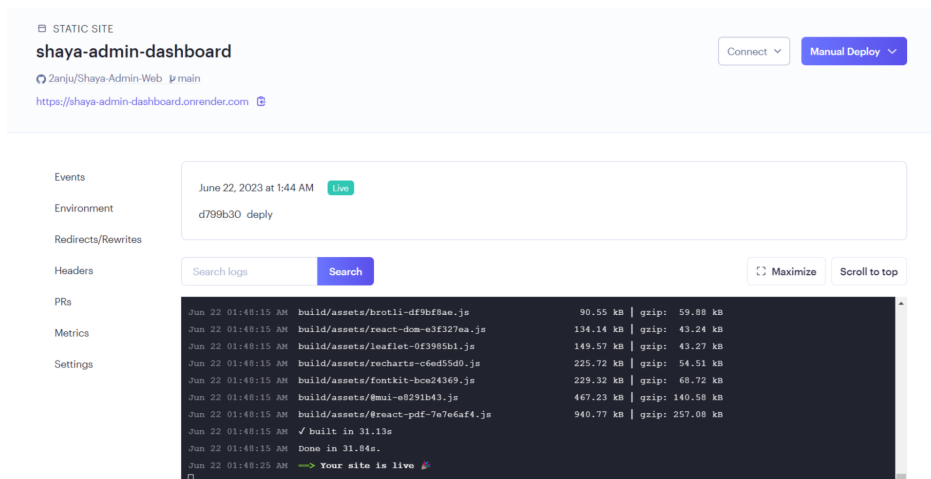 STATIC SITE
shaya-admin-dashboard
Connect
Manual Deploy
2anju/Shaya-Admin-Web main
https://shaya-admin-dashboard.onrender.com
Events
Environment
Redirects/Rewrites
Headers
PRs
Metrics
Settings
June 22, 2023 at 1:44 AM Live
d799b30 deply
Search logs Search Maximize Scroll to top
Jun 22 01:48:15 AM build/assets/brotli-df9bf8ae.js 90.55 kB | gzip: 59.88 kB
Jun 22 01:48:15 AM build/assets/react-dom-e3f327ea.js 134.14 kB | gzip: 43.24 kB
Jun 22 01:48:15 AM build/assets/leaflet-0f3985b1.js 149.57 kB | gzip: 43.27 kB
Jun 22 01:48:15 AM build/assets/recharts-c6ed55d0.js 225.72 kB | gzip: 54.51 kB
Jun 22 01:48:15 AM build/assets/fontkit-bce24369.js 229.32 kB | gzip: 68.72 kB
Jun 22 01:48:15 AM build/assets/@mui-e8291b43.js 467.23 kB | gzip: 140.58 kB
Jun 22 01:48:15 AM build/assets/@react-pdf-7e7e6af4.js 940.77 kB | gzip: 257.08 kB
Jun 22 01:48:15 AM ✓ built in 31.13s
Jun 22 01:48:15 AM Done in 31.84s.
Jun 22 01:48:25 AM ==> Your site is live 🎉